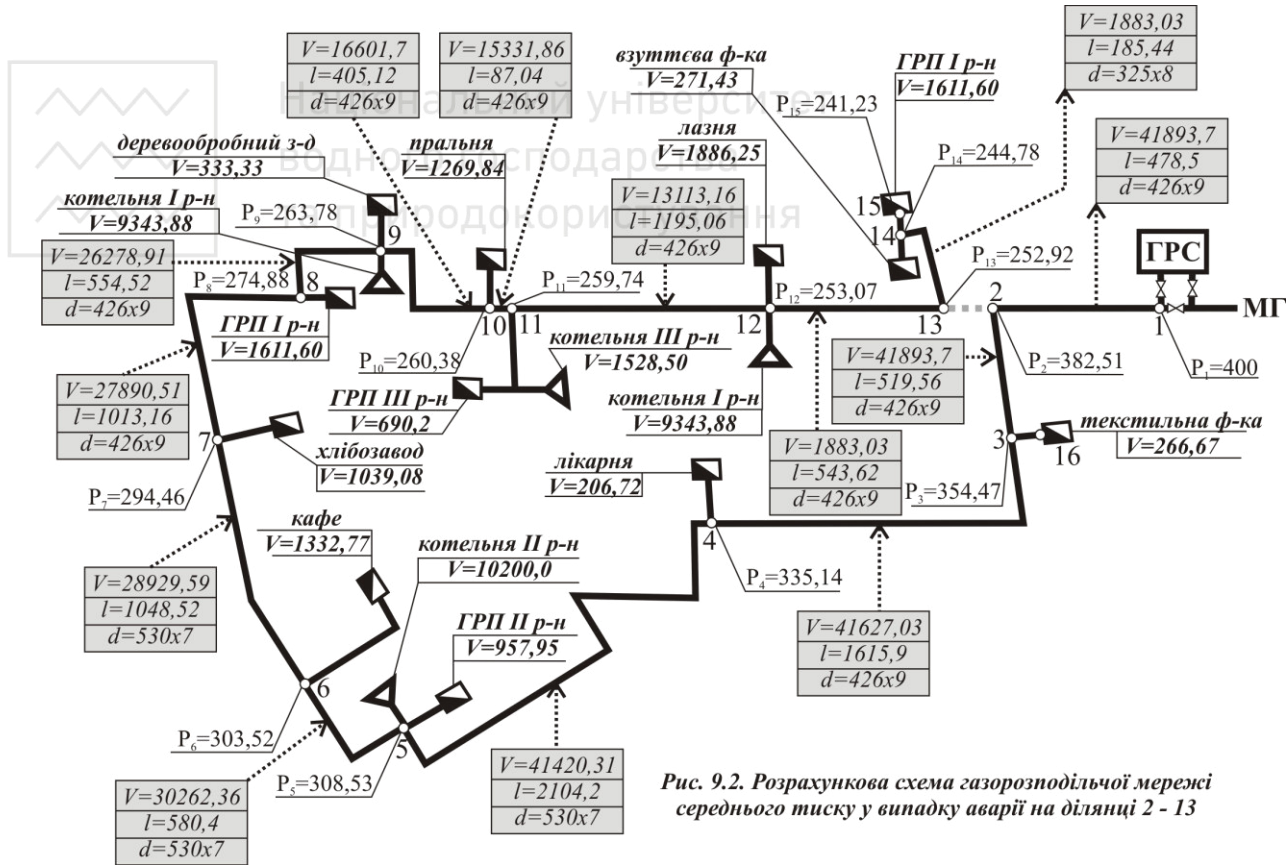 V=16601,7
l=405,12
d=426x9
V=15331,86
l=87,04
d=426x9
взуттєва ф-ка
V=271,43
ГРП І р-н
V=1611,60
V=1883,03
l=185,44
d=325x8
Національний університет
водного господарства
та природокористування
P15=241,23
лазня
V=1886,25
P14=244,78
V=41893,7
l=478,5
d=426x9
деревообробний з-д
V=333,33
пральня
V=1269,84
котельня І р-н
V=9343,88
P9=263,78
V=13113,16
l=1195,06
d=426x9
15
14
9
ГРС
V=26278,91
l=554,52
d=426x9
P8=274,88
8
P11=259,74
P12=253,07
P13=252,92
2
МГ
10
11
12
13
1
ГРП І р-н
V=1611,60
P10=260,38
котельня ІІІ р-н
V=1528,50
V=41893,7
l=519,56
d=426x9
P2=382,51
P1=400
V=27890,51
l=1013,16
d=426x9
ГРП ІІІ р-н
V=690,2
котельня І р-н
V=9343,88
7
хлібозавод
V=1039,08
V=1883,03
l=543,62
d=426x9
3
16
текстильна ф-ка
V=266,67
лікарня
V=206,72
P7=294,46
P3=354,47
кафе
V=1332,77
4
котельня ІІ р-н
V=10200,0
P4=335,14
V=28929,59
l=1048,52
d=530x7
ГРП ІІ р-н
V=957,95
V=41627,03
l=1615,9
d=426x9
6
P6=303,52
5
P5=308,53
V=41420,31
l=2104,2
d=530x7
V=30262,36
l=580,4
d=530x7
Рис. 9.2. Розрахункова схема газорозподільчої мережі
середнього тиску у випадку аварії на ділянці 2 - 13